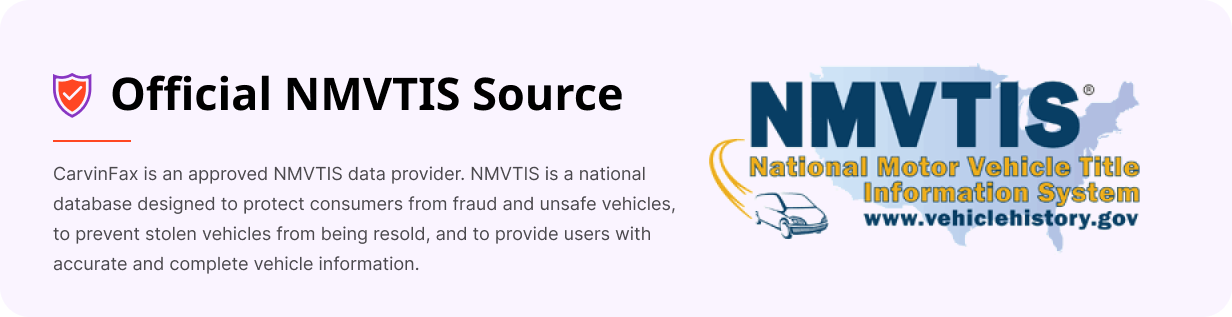 Official NMVTIS Source
CarvinFax is an approved NMVTIS data provider. NMVTIS is a national
database designed to protect consumers from fraud and unsafe vehicles,
to prevent stolen vehicles from being resold, and to provide users with
accurate and complete vehicle information.
NMVTIS®
National Motor Vehicle Title
Information System
www.vehiclehistory.gov